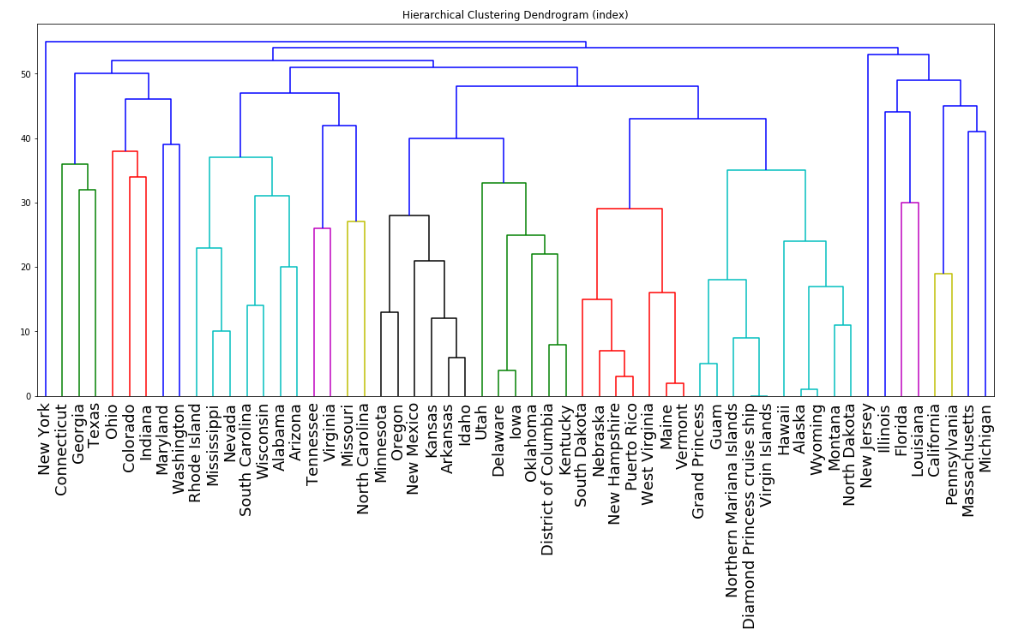 Hierarchical Clustering Dendrogram (index)
50
40
30
20
10
0
New York
Connecticut
Georgia
Texas
Ohio
Colorado
Indiana
Maryland
Washington
Rhode Island
Mississippi
Nevada
South Carolina
Wisconsin
Alabama
Arizona
Tennessee
Virginia
Missouri
North Carolina
Minnesota
Oregon
New Mexico
Kansas
Arkansas
Idaho
Utah
Delaware
Iowa
Oklahoma
District of Columbia
Kentucky
South Dakota
Nebraska
New Hampshire
Puerto Rico
West Virginia
Maine
Vermont
Grand Princess
Guam
Northern Mariana Islands
Diamond Princess cruise ship
Virgin Islands
Hawaii
Alaska
Wyoming
Montana
North Dakota
New Jersey
Illinois
Florida
Louisiana
California
Pennsylvania
Massachusetts
Michigan